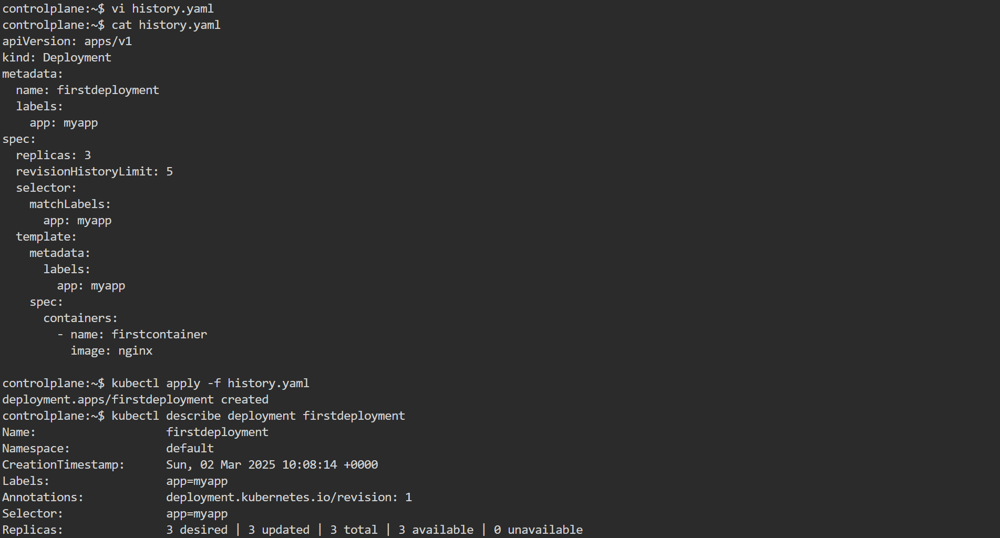 controlplane:~$ vi history.yaml
controlplane:~$ cat history.yaml
apiVersion: apps/v1
kind: Deployment
metadata:
  name: firstdeployment
  labels:
    app: myapp
spec:
  replicas: 3
  revisionHistoryLimit: 5
  selector:
    matchLabels:
      app: myapp
  template:
    metadata:
      labels:
        app: myapp
    spec:
      containers:
        - name: firstcontainer
          image: nginx

controlplane:~$ kubectl apply -f history.yaml
deployment.apps/firstdeployment created
controlplane:~$ kubectl describe deployment firstdeployment
Name:                   firstdeployment
Namespace:              default
CreationTimestamp:      Sun, 02 Mar 2025 10:08:14 +0000
Labels:                 app=myapp
Annotations:            deployment.kubernetes.io/revision: 1
Selector:               app=myapp
Replicas:               3 desired | 3 updated | 3 total | 3 available | 0 unavailable